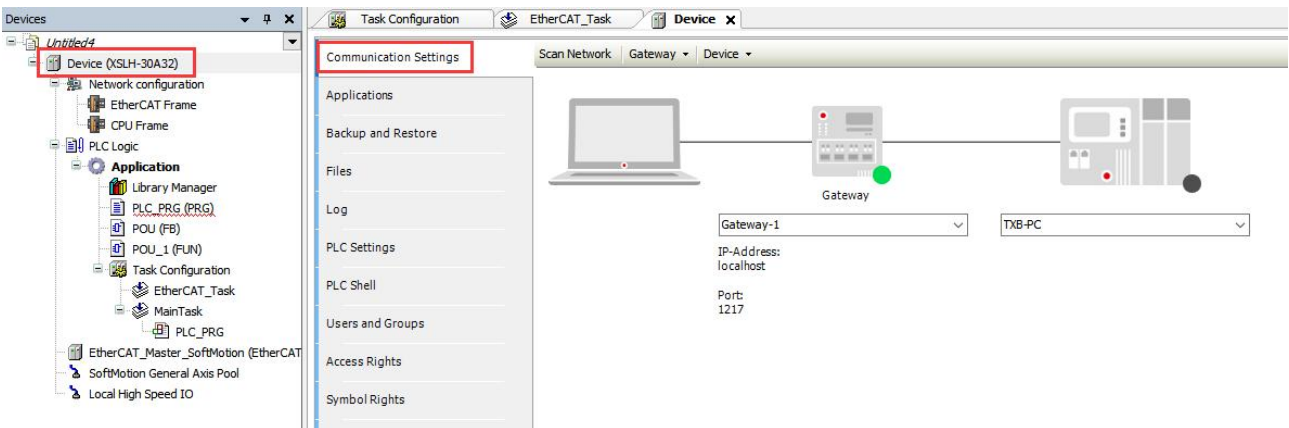 Devices
Untitled4
Device (XSLH-30A32)
Network configuration
EtherCAT Frame
CPU Frame
PLC Logic
Application
Library Manager
PLC_PRG (PRG)
POU (FB)
POU_1 (FUN)
Task Configuration
EtherCAT_Task
MainTask
PLC_PRG
EtherCAT_Master_SoftMotion (EtherCAT
SoftMotion General Axis Pool
Local High Speed IO
Task Configuration
EtherCAT_Task
Device
Communication Settings
Applications
Backup and Restore
Files
Log
PLC Settings
PLC Shell
Users and Groups
Access Rights
Symbol Rights
Scan Network
Gateway
Device
Gateway
Gateway-1
TXB-PC
IP-Address:
localhost
Port:
1217